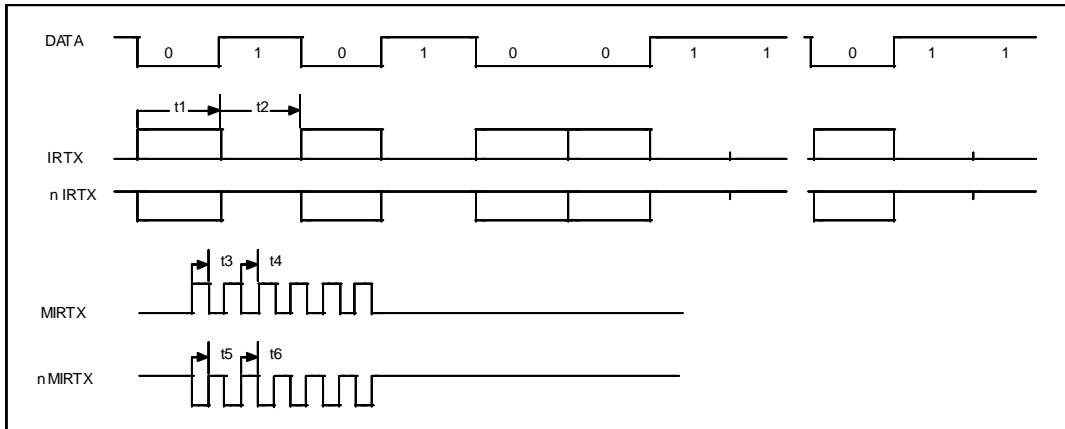 DATA 0 1 0 1 0 0 1 1 0 1 1
t1 t2
IRTX
n IRTX
t3 t4
MIRTX
t5 t6
n MIRTX